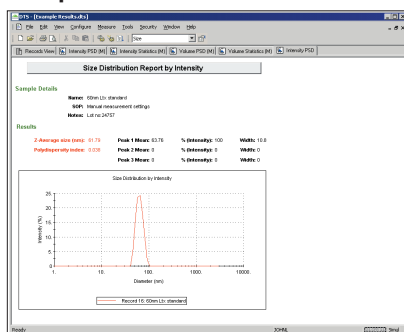 DTS - [Example Results.dts]
File Edit View Configure Measure Tools Security Window Help
Size
Records View Intensity PSD (M) Intensity Statistics (M) Volume PSD (M) Volume Statistics (M) Intensity PSD
Size Distribution Report by Intensity
Sample Details
Name: 60nm Ltx standard
SOP: Manual measurement settings
Notes: Lot no 24757
Results
Z-Average size (nm): 61.79 Peak 1 Mean: 63.76 % (Intensity): 100 Width: 10.8
Polydispersity index: 0.038 Peak 2 Mean: 0 % (Intensity): 0 Width: 0
Peak 3 Mean: 0 % (Intensity): 0 Width: 0
Size Distribution by Intensity
25.
20.
15.
10.
5.
0.
Intensity (%)
1. 10. 100. 1000. 10000.
Diameter (nm)
Record 16: 60nm Ltx standard
Ready JOHNL